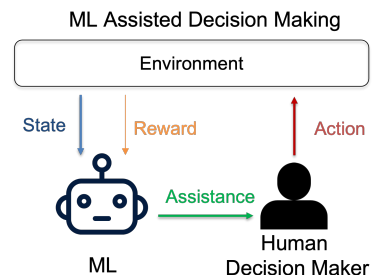 ML Assisted Decision Making
Environment
State
Reward
Action
Assistance
ML
Human
Decision Maker